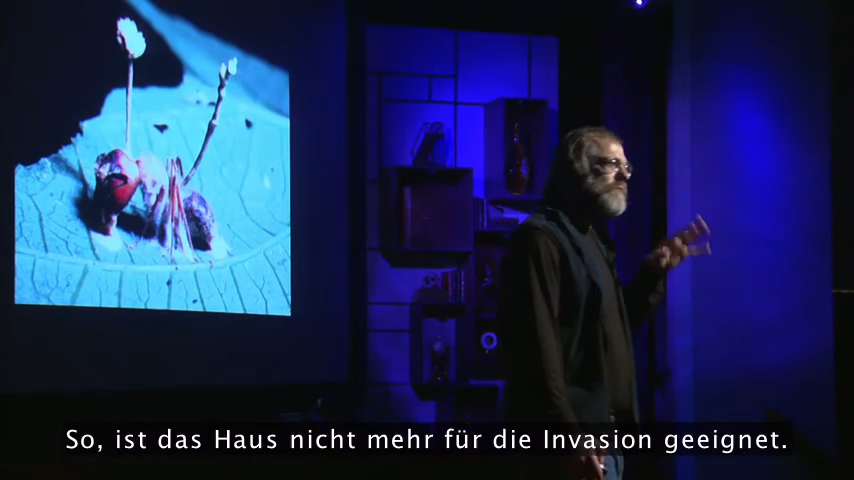 So, ist das Haus nicht mehr für die Invasion geeignet.